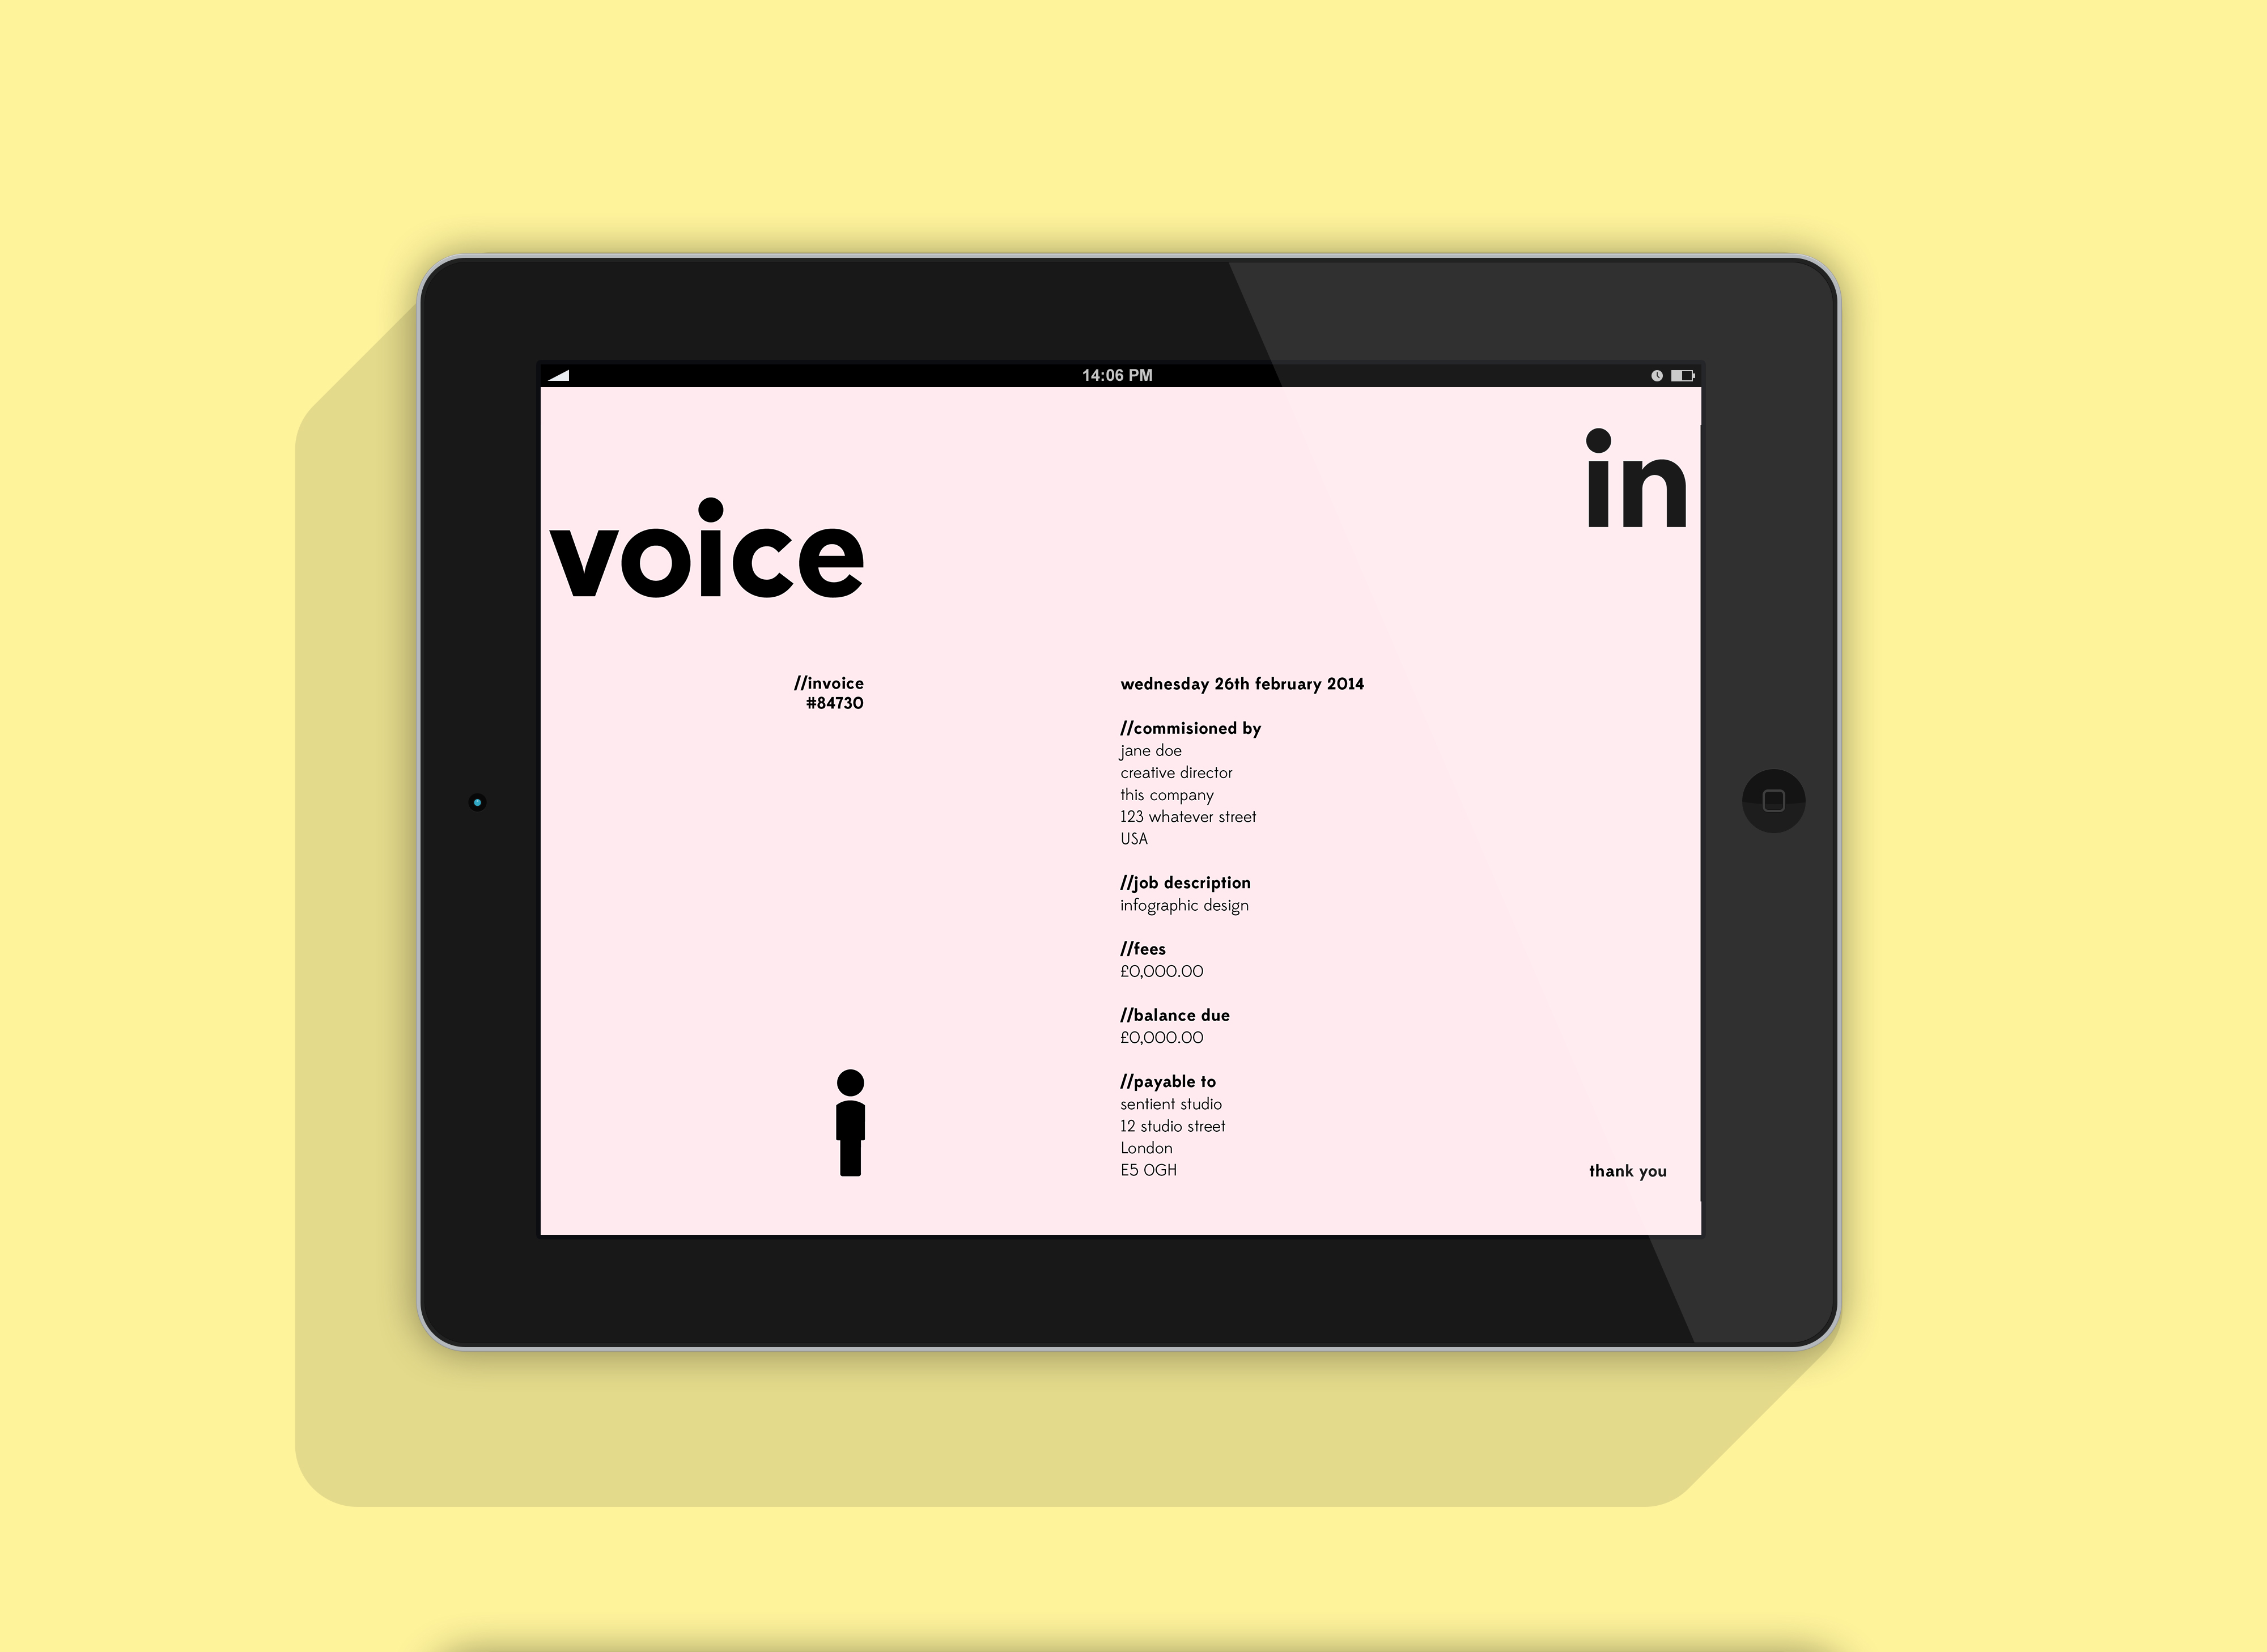 14:06 PM
in
voice
//invoice
#84730
wednesday 26th february 2014
//commisioned by
jane doe
creative director
this company
123 whatever street
USA
//job description
infographic design
//fees
£0,000.00
//balance due
£0,000.00
//payable to
sentient studio
12 studio street
London
E5 0GH
thank you